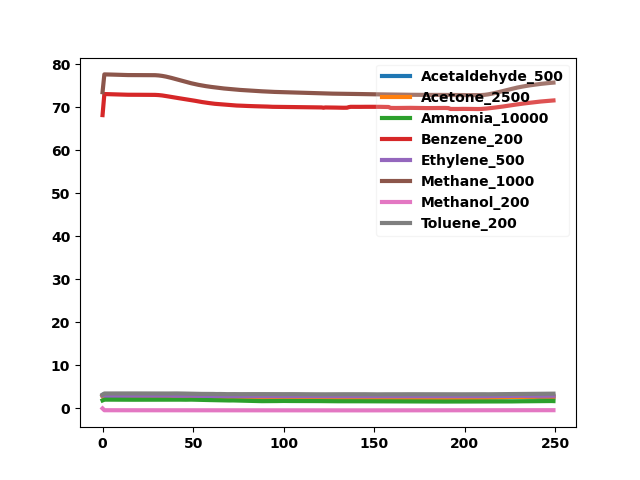 80
70
60
50
40
30
20
10
0
0 50 100 150 200 250
Acetaldehyde_500
Acetone_2500
Ammonia_10000
Benzene_200
Ethylene_500
Methane_1000
Methanol_200
Toluene_200